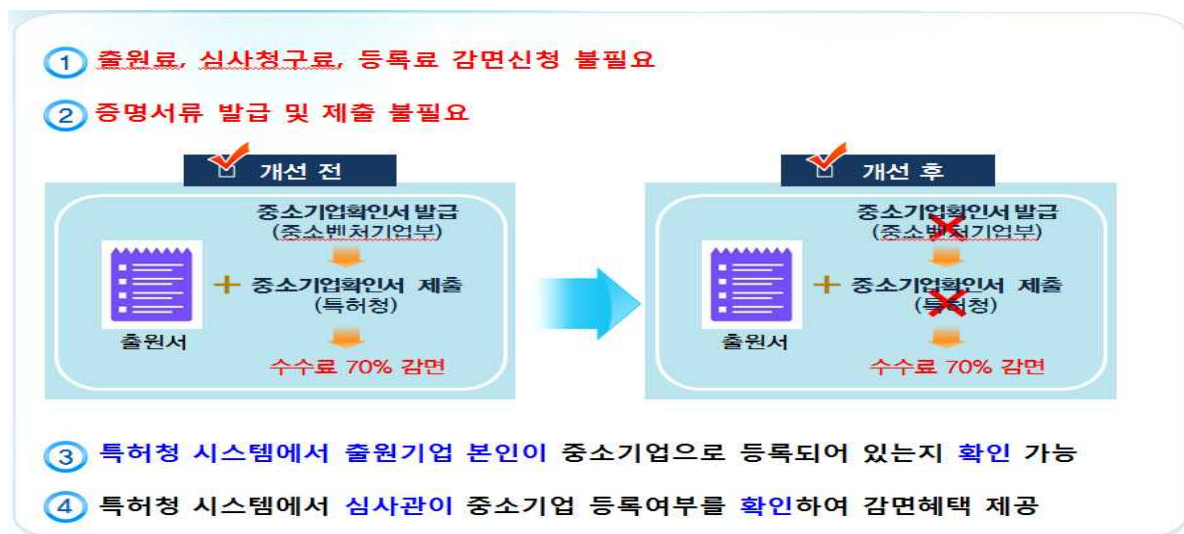 ① 출원료, 심사청구료, 등록료 감면신청 불필요
② 증명서류 발급 및 제출 불필요
개선 전
중소기업확인서 발급
(중소벤처기업부)
+ 중소기업확인서 제출
(특허청)
출원서
수수료 70% 감면
개선 후
중소기업확인서 발급
(중소벤처기업부)
+ 중소기업확인서 제출
(특허청)
출원서
수수료 70% 감면
③ 특허청 시스템에서 출원기업 본인이 중소기업으로 등록되어 있는지 확인 가능
④ 특허청 시스템에서 심사관이 중소기업 등록여부를 확인하여 감면혜택 제공